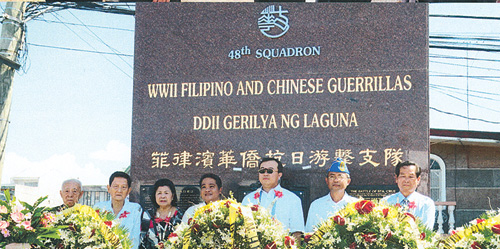 48th SQUADRON
WWII FILIPINO AND CHINESE GUERRILLAS
DDII GERILYA NG LAGUNA
菲律濱華僑抗日游擊支隊